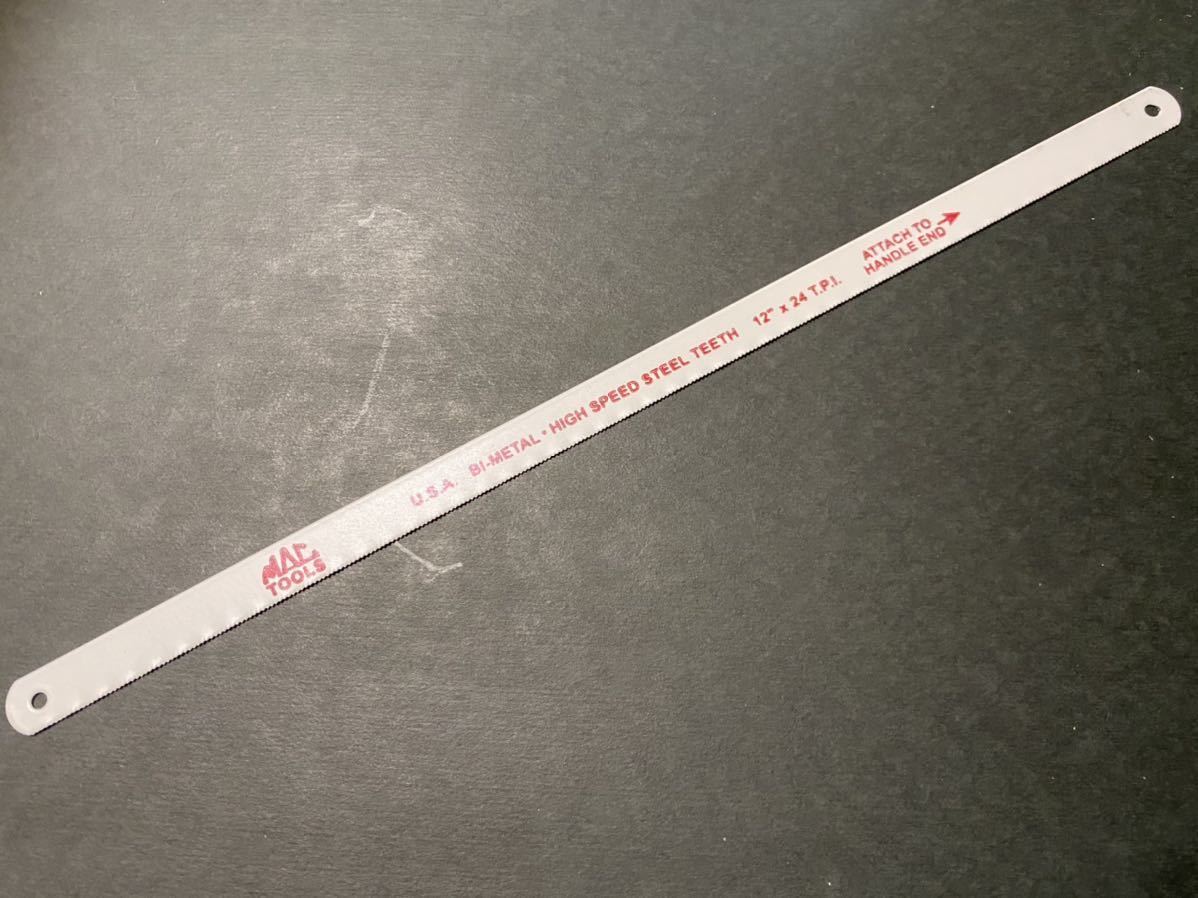 MAC
TOOLS
U.S.A. BI-METAL • HIGH SPEED STEEL TEETH 12" x 24 T.P.I.
ATTACH TO
HANDLE END